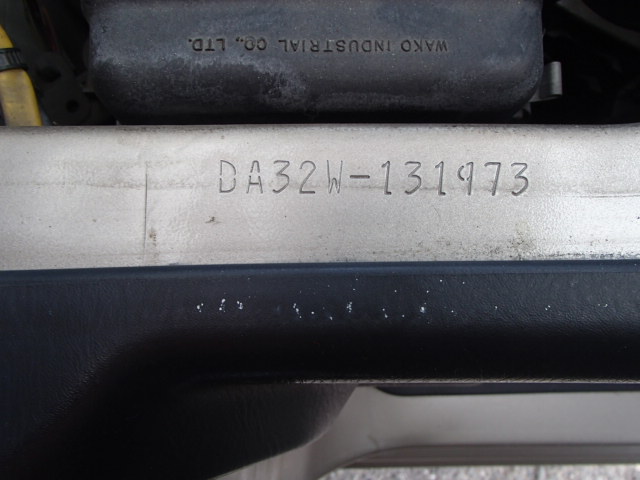 WAKO INDUSTRIAL CO., LTD.
DA32W-131973